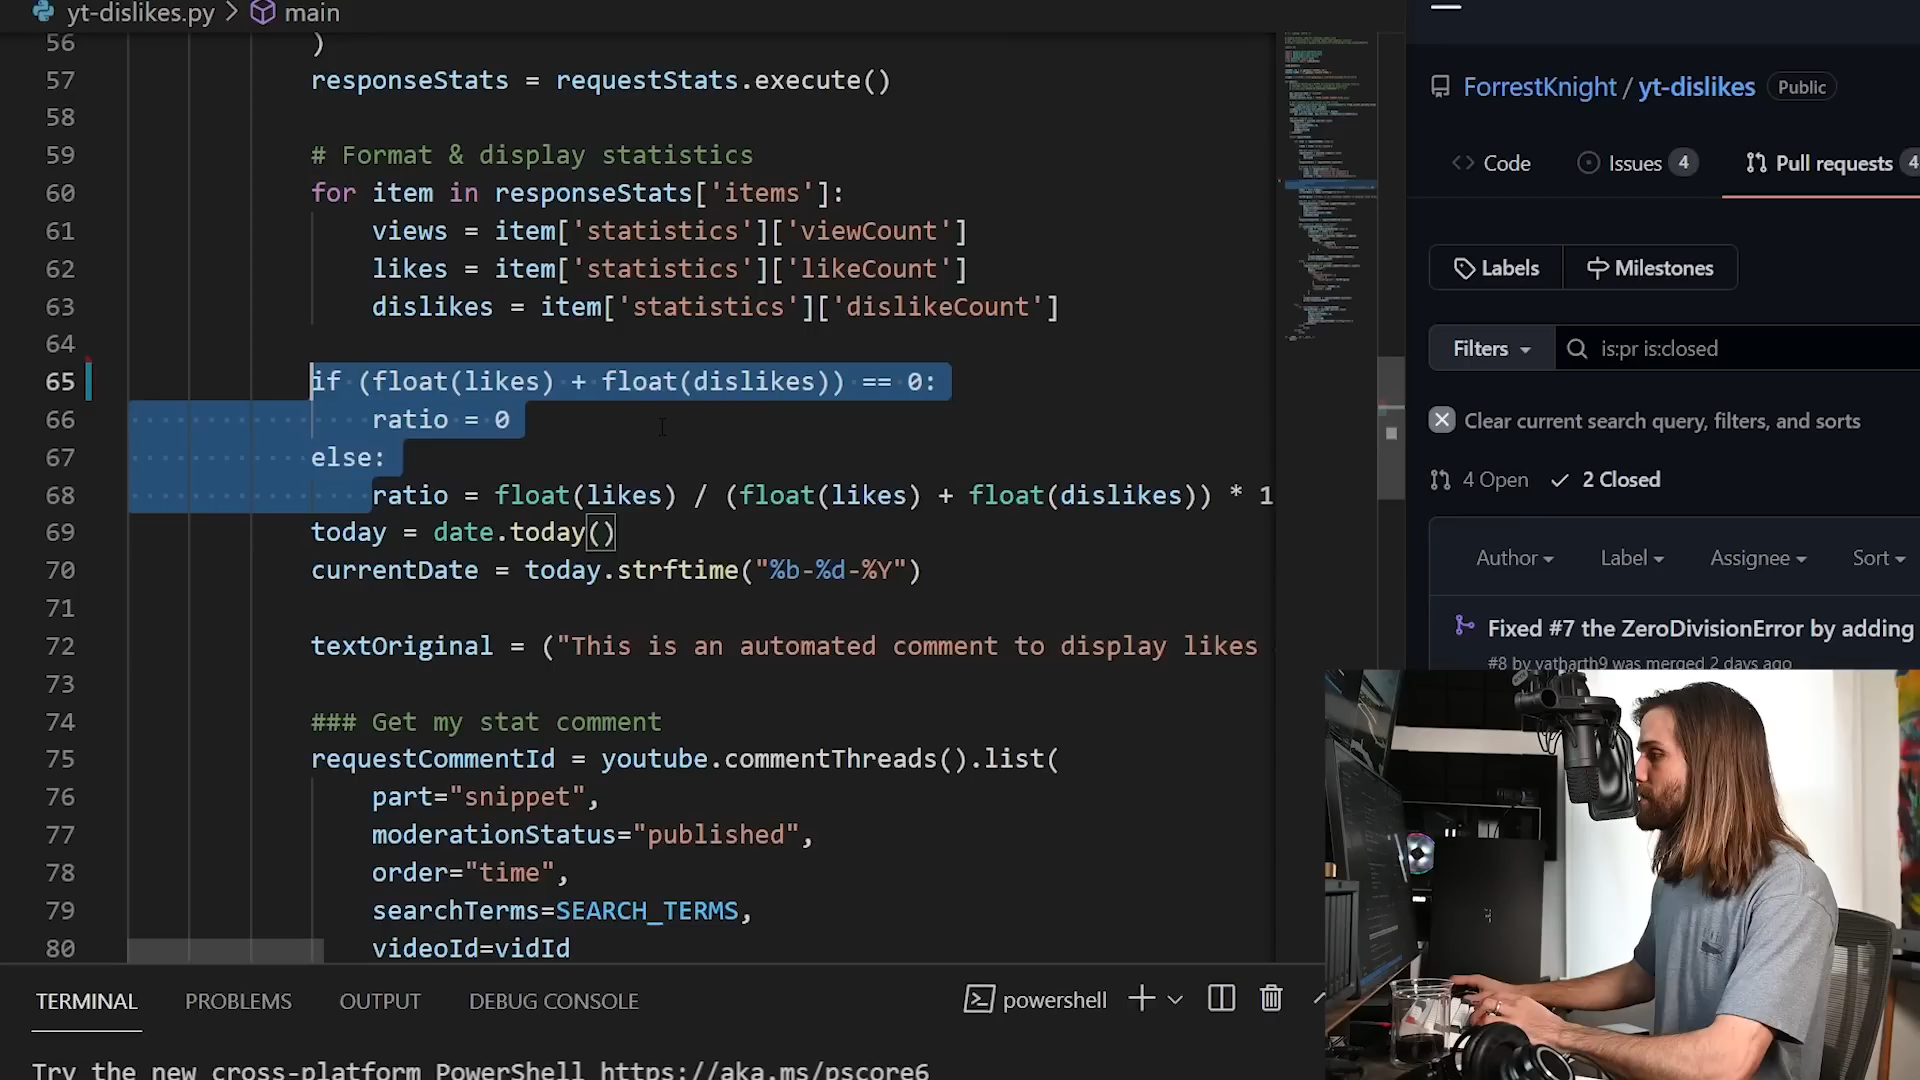 yt-dislikes.py > main
56 )
57 responseStats = requestStats.execute()
58
59 # Format & display statistics
60 for item in responseStats['items']:
61 views = item['statistics']['viewCount']
62 likes = item['statistics']['likeCount']
63 dislikes = item['statistics']['dislikeCount']
64
65 if (float(likes) + float(dislikes)) == 0:
66 ratio = 0
67 else:
68 ratio = float(likes) / (float(likes) + float(dislikes)) * 1
69 today = date.today()
70 currentDate = today.strftime("%b-%d-%Y")
71
72 textOriginal = ("This is an automated comment to display likes
73
74 ### Get my stat comment
75 requestCommentId = youtube.commentThreads().list(
76 part="snippet",
77 moderationStatus="published",
78 order="time",
79 searchTerms=SEARCH_TERMS,
80 videoId=vidId
TERMINAL PROBLEMS OUTPUT DEBUG CONSOLE powershell
Try the new cross-platform PowerShell https://aka.ms/pscore6
ForrestKnight / yt-dislikes Public
Code Issues 4 Pull requests 4
Labels Milestones
Filters is:pr is:closed
Clear current search query, filters, and sorts
4 Open 2 Closed
Author Label Assignee Sort
Fixed #7 the ZeroDivisionError by adding
#8 by yatharth9 was merged 2 days ago